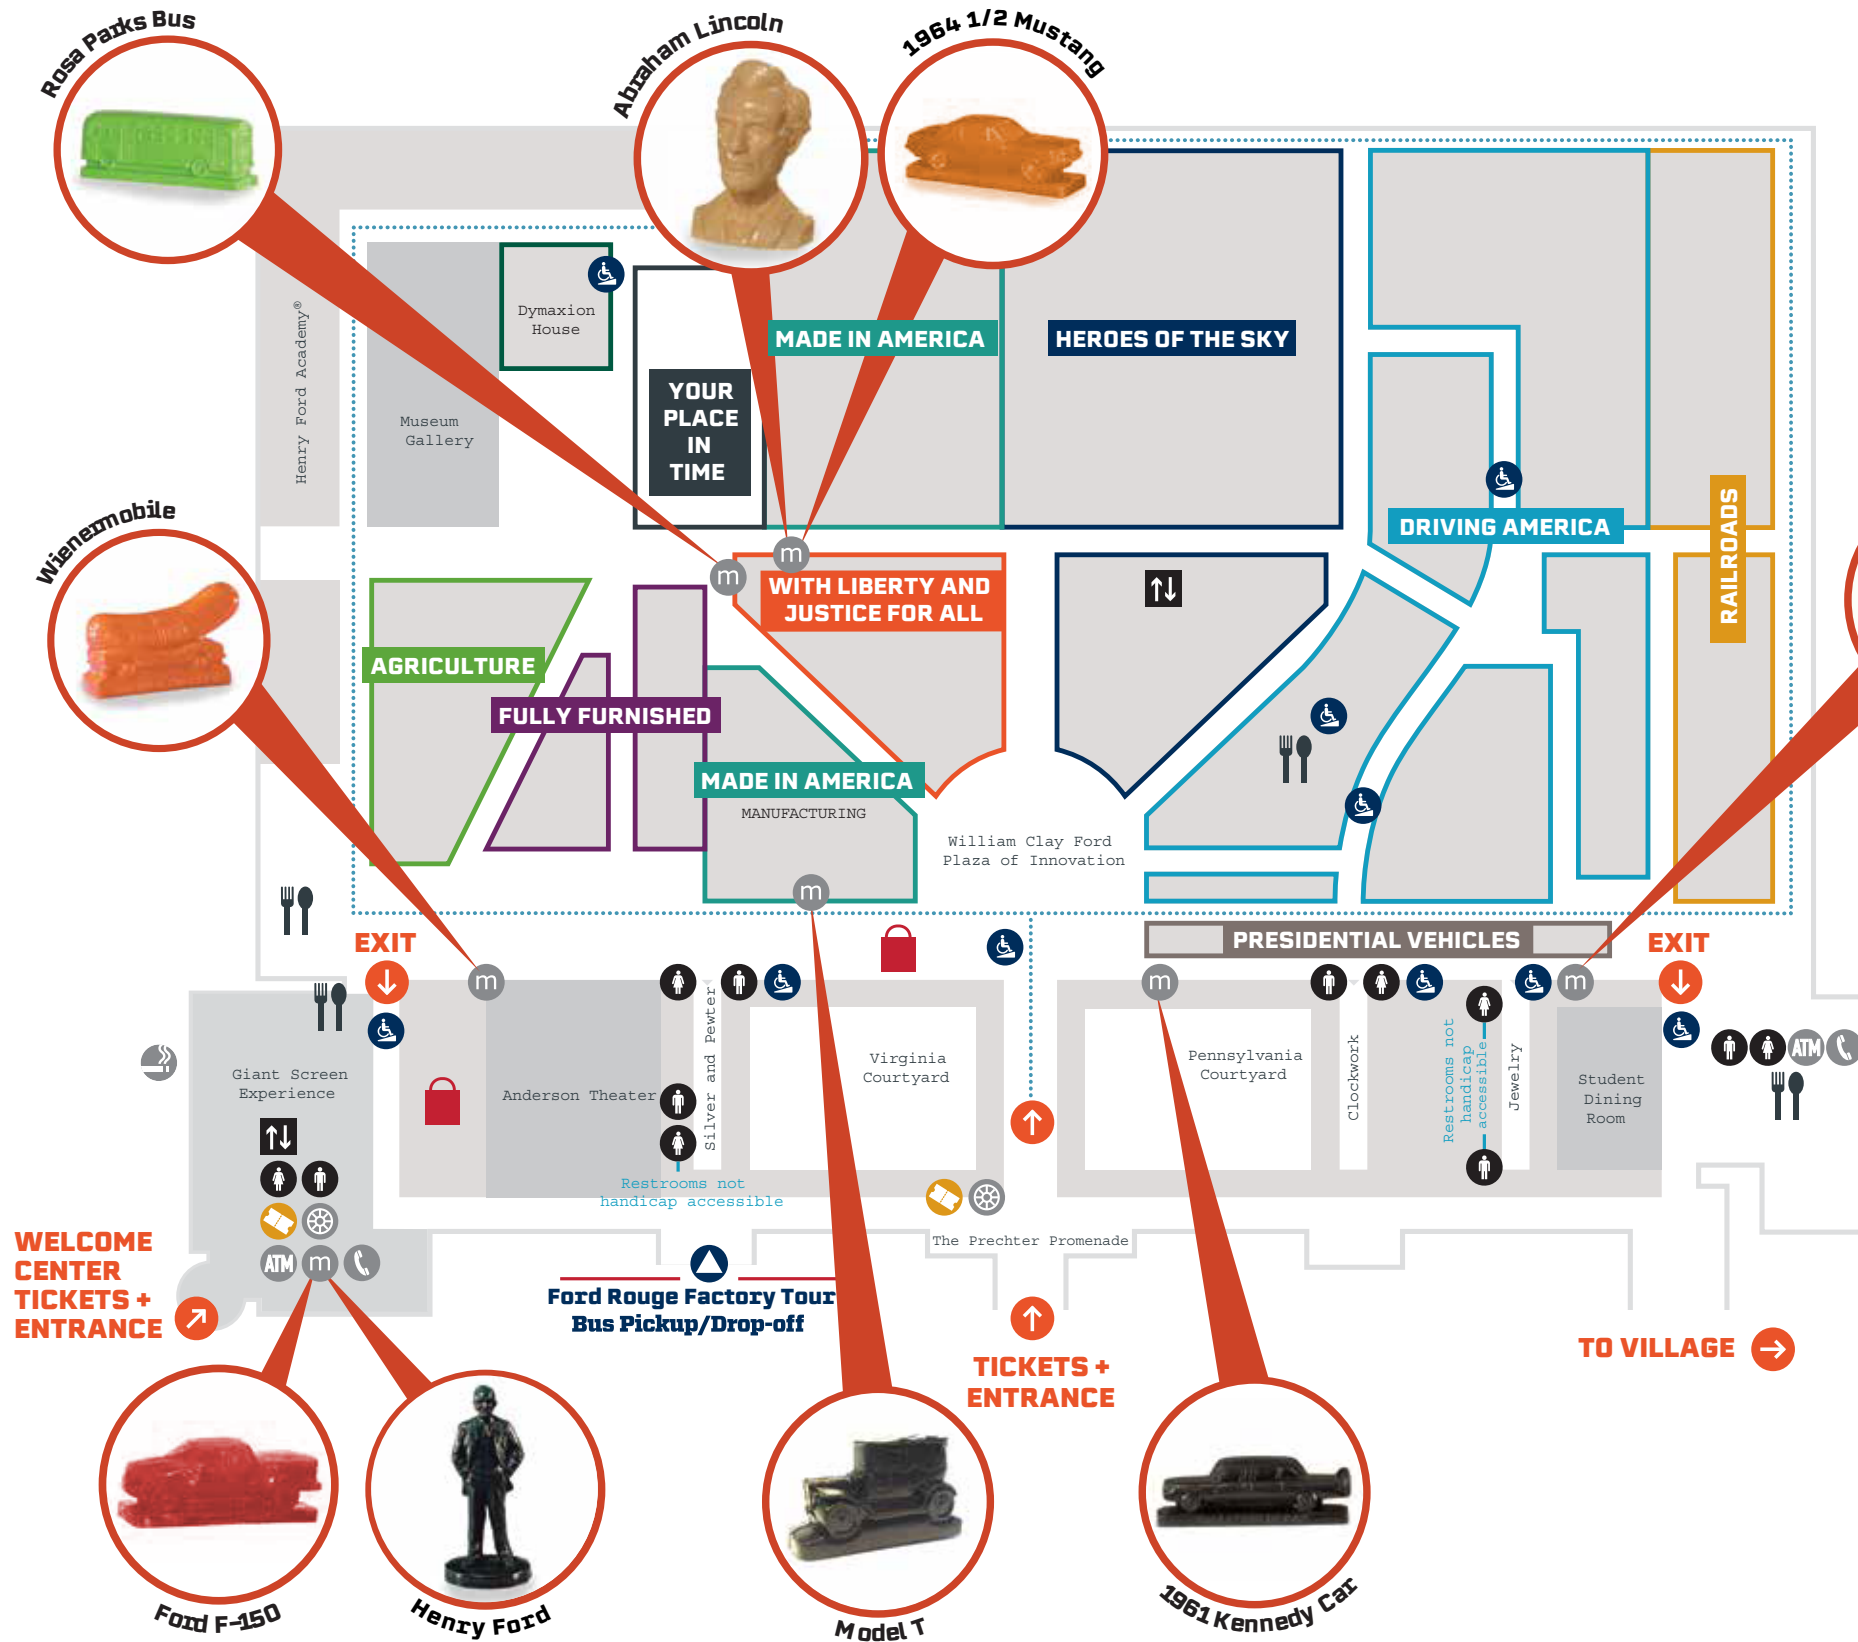 Rosa Parks Bus
Abraham Lincoln
1964 1/2 Mustang
Henry Ford Academy®
Dymaxion
House
Museum
Gallery
YOUR
PLACE
IN
TIME
MADE IN AMERICA
HEROES OF THE SKY
DRIVING AMERICA
RAILROADS
Wienermobile
m
m
WITH LIBERTY AND
JUSTICE FOR ALL
AGRICULTURE
FULLY FURNISHED
MADE IN AMERICA
MANUFACTURING
William Clay Ford
Plaza of Innovation
m
EXIT
PRESIDENTIAL VEHICLES
EXIT
m
m
m
Giant Screen
Experience
Anderson Theater
Silver and Pewter
Virginia
Courtyard
Pennsylvania
Courtyard
Clockwork
Restrooms not
handicap
accessible
Jewelry
Student
Dining
Room
ATM
Restrooms not
handicap accessible
The Prechter Promenade
ATM
m
WELCOME
CENTER
TICKETS +
ENTRANCE
Ford Rouge Factory Tour
Bus Pickup/Drop-off
TICKETS +
ENTRANCE
TO VILLAGE
Ford F-150
Henry Ford
Model T
1961 Kennedy Car